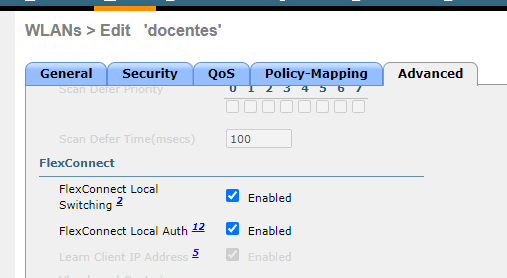 WLANs > Edit 'docentes'
General Security QoS Policy-Mapping Advanced
Scan Defer Priority 0 1 2 3 4 5 6 7
Scan Defer Time(msecs) 100
FlexConnect
FlexConnect Local
Switching 2 Enabled
FlexConnect Local Auth 12 Enabled
Learn Client IP Address 5 Enabled